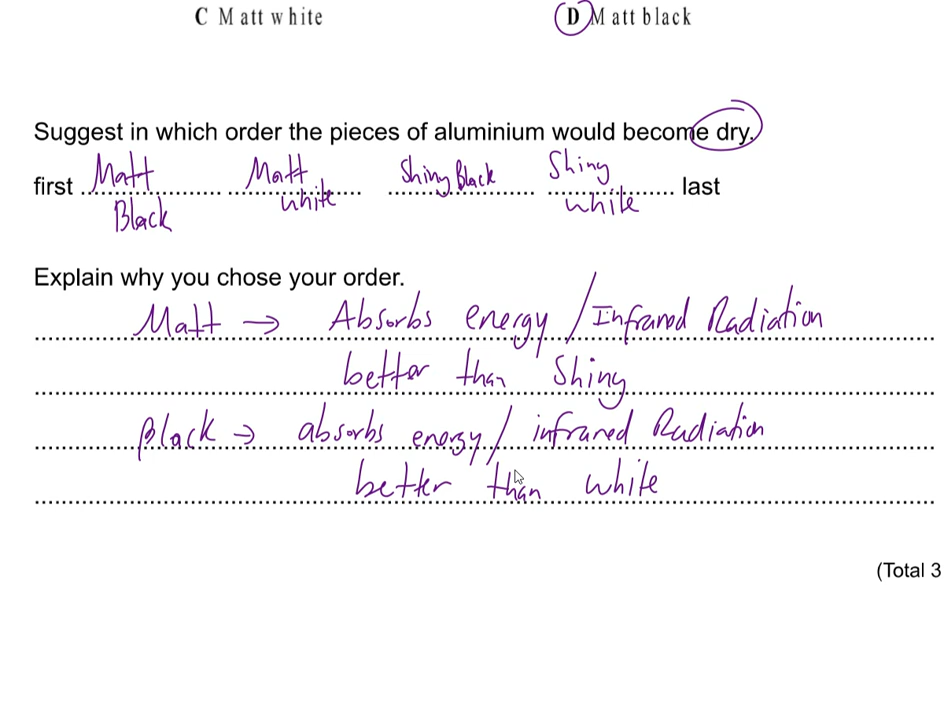 C Matt white D Matt black
Suggest in which order the pieces of aluminium would become dry.
first Matt Black Matt white Shiny Black Shiny white last
Explain why you chose your order.
Matt → Absorbs energy / Infrared Radiation
better than Shiny
Black → absorbs energy / infrared Radiation
better than white
(Total 3